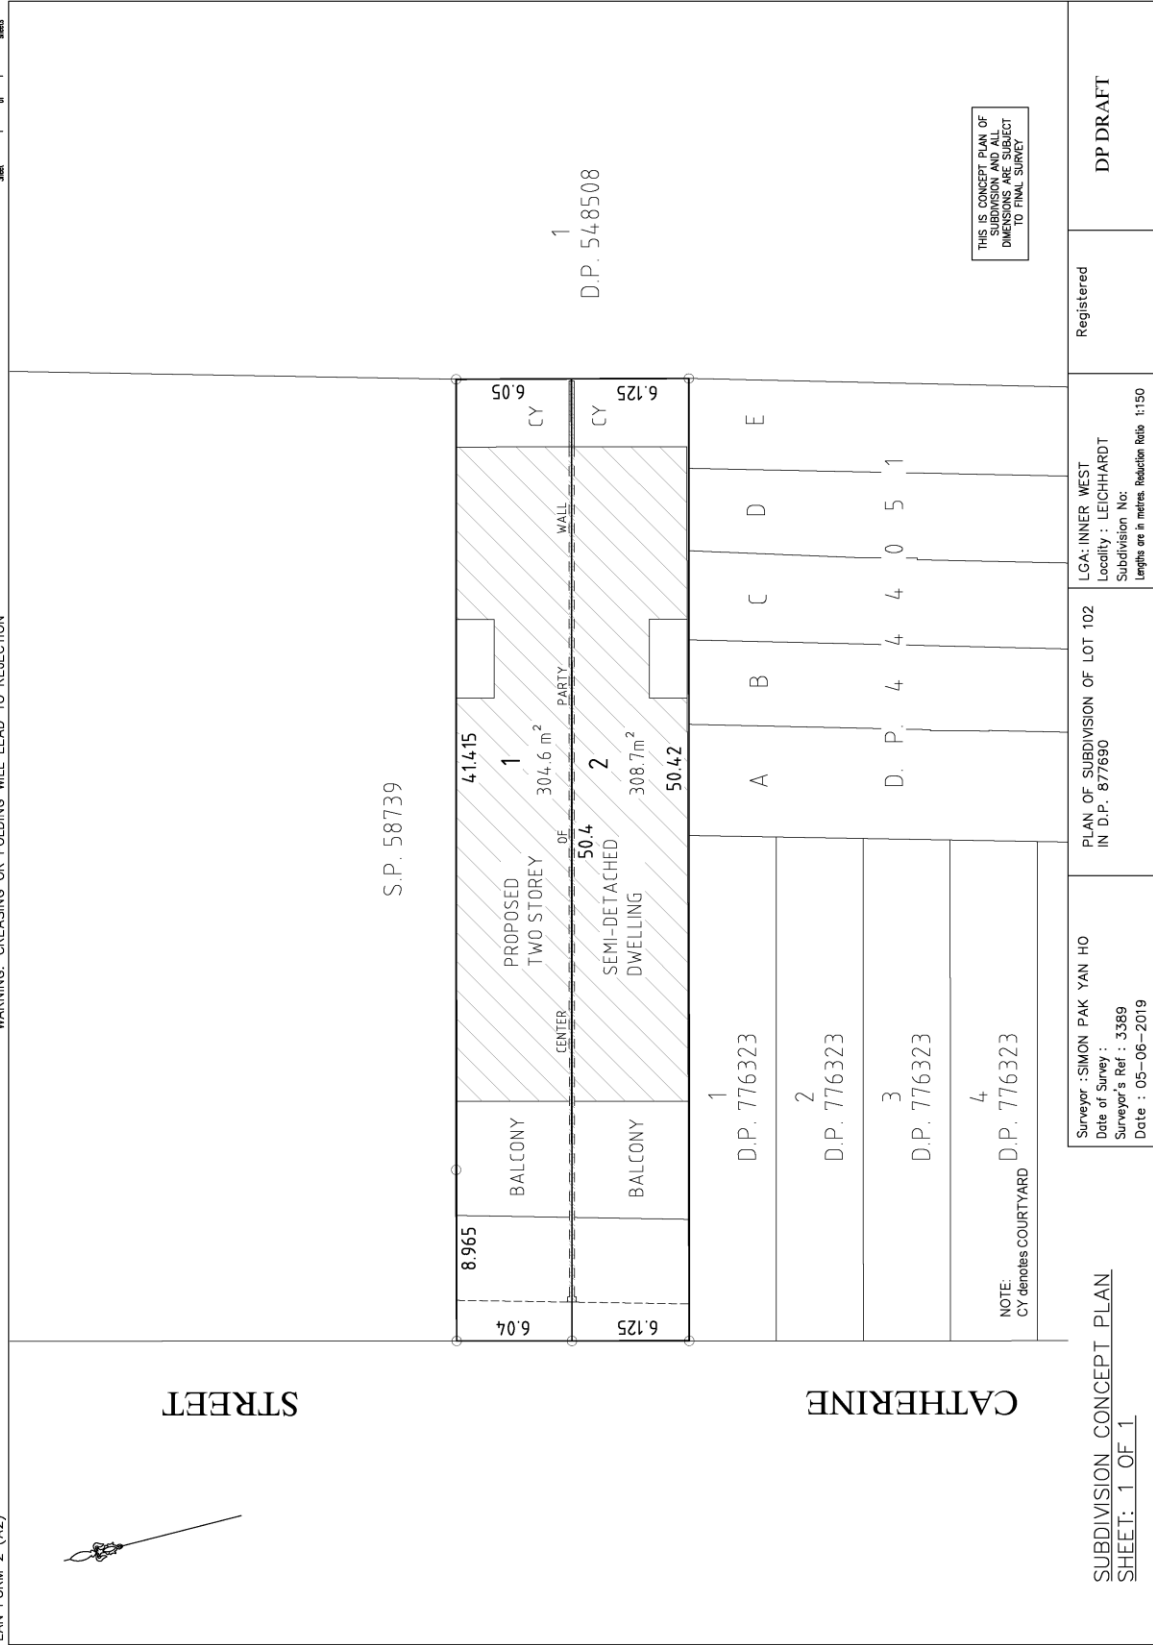 WARNING: CREASING OR FOLDING WILL LEAD TO REJECTION
STREET
CATHERINE
S.P. 58739
1
D.P. 548508
8.965
41.415
6.04
6.05
BALCONY
PROPOSED
TWO STOREY
1
304.6 m²
CY
CENTER OF PARTY WALL
50.4
6.125
6.125
BALCONY
SEMI-DETACHED
DWELLING
2
308.7m²
CY
50.42
1
D.P. 776323
2
D.P. 776323
3
D.P. 776323
4
D.P. 776323
A B C D E
D. P. 4 4 4 0 5 1
NOTE:
CY denotes COURTYARD
THIS IS CONCEPT PLAN OF
SUBDIVISION AND ALL
DIMENSIONS ARE SUBJECT
TO FINAL SURVEY
SUBDIVISION CONCEPT PLAN
SHEET: 1 OF 1
Surveyor : SIMON PAK YAN HO
Date of Survey :
Surveyor's Ref : 3389
Date : 05-06-2019
PLAN OF SUBDIVISION OF LOT 102
IN D.P. 877690
LGA: INNER WEST
Locality : LEICHHARDT
Subdivision No:
Lengths are in metres. Reduction Ratio 1:150
Registered
DP DRAFT